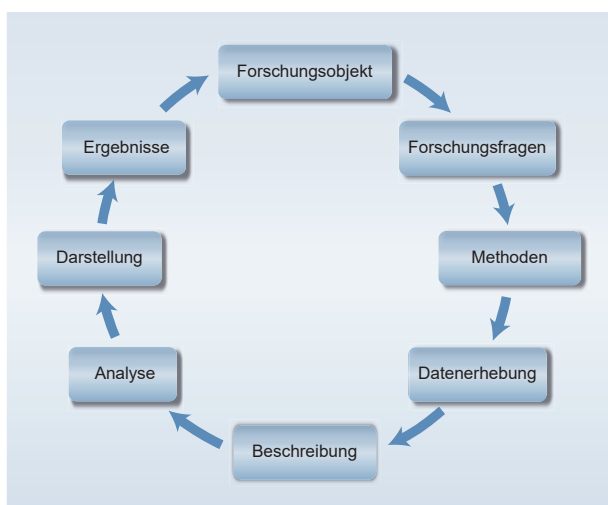 Forschungsobjekt
Forschungsfragen
Methoden
Datenerhebung
Beschreibung
Analyse
Darstellung
Ergebnisse